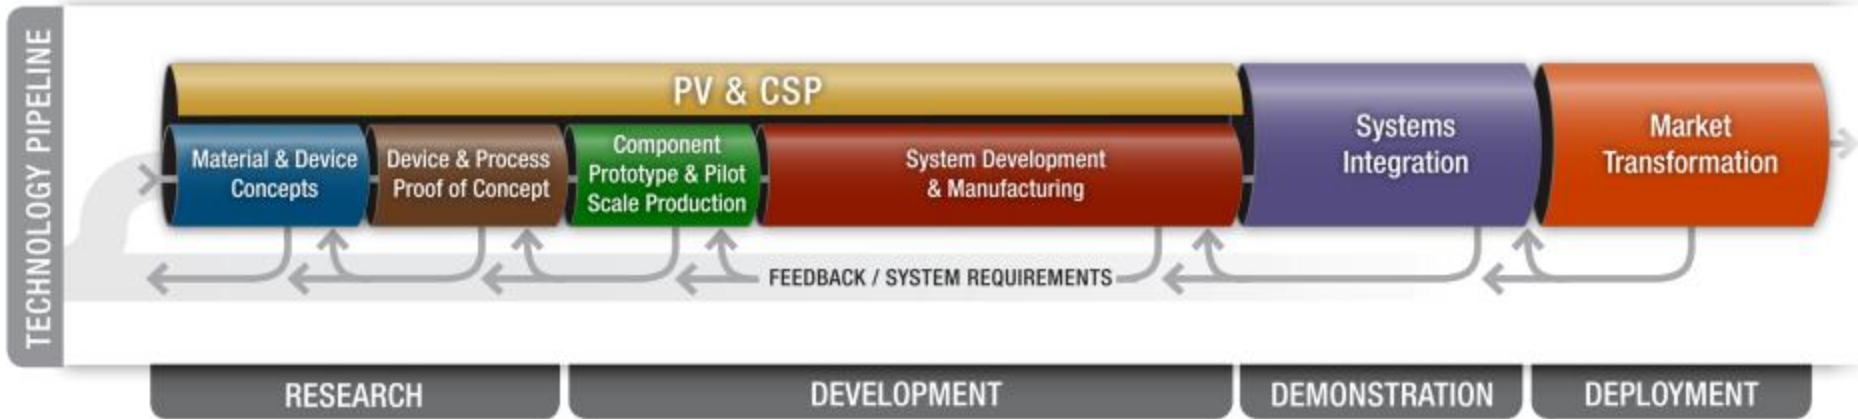 TECHNOLOGY PIPELINE
PV & CSP
Material & Device
Concepts
Device & Process
Proof of Concept
Component
Prototype & Pilot
Scale Production
System Development
& Manufacturing
Systems
Integration
Market
Transformation
FEEDBACK / SYSTEM REQUIREMENTS
RESEARCH
DEVELOPMENT
DEMONSTRATION
DEPLOYMENT